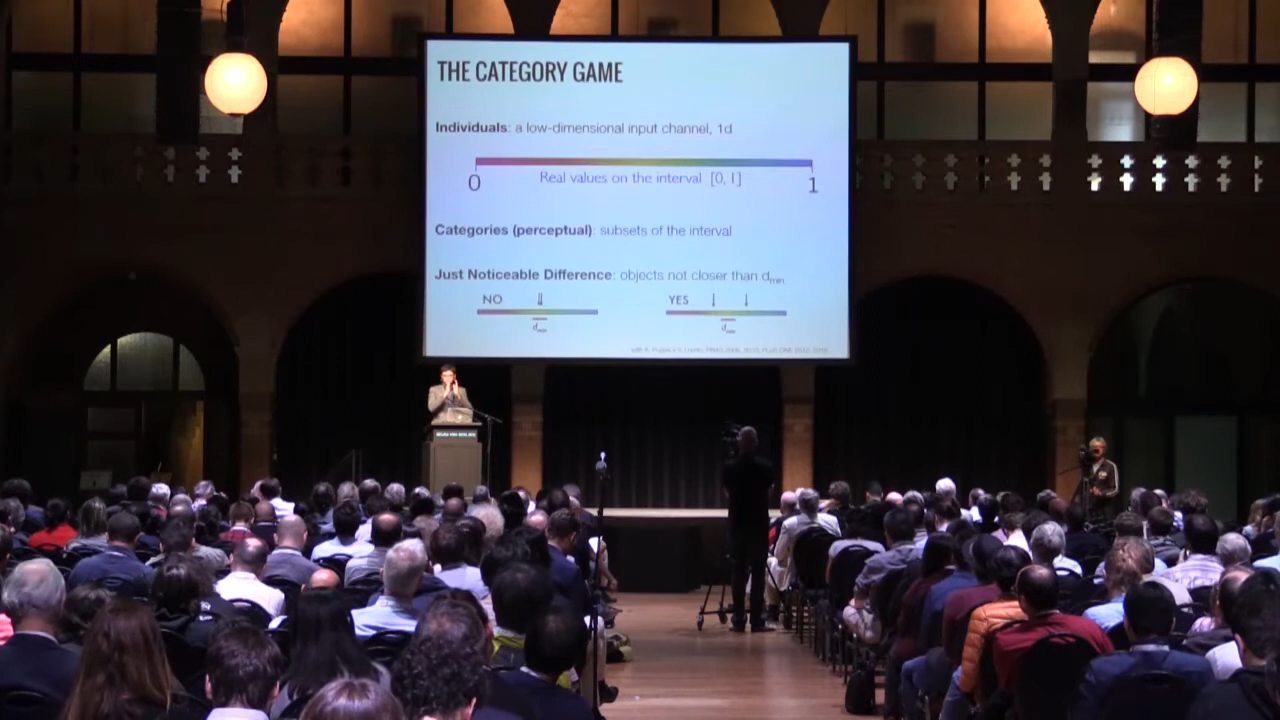 THE CATEGORY GAME
Individuals: a low-dimensional input channel, 1d
0 Real values on the interval [0, 1] 1
Categories (perceptual): subsets of the interval
Just Noticeable Difference: objects not closer than dmin
NO YES
dmin dmin